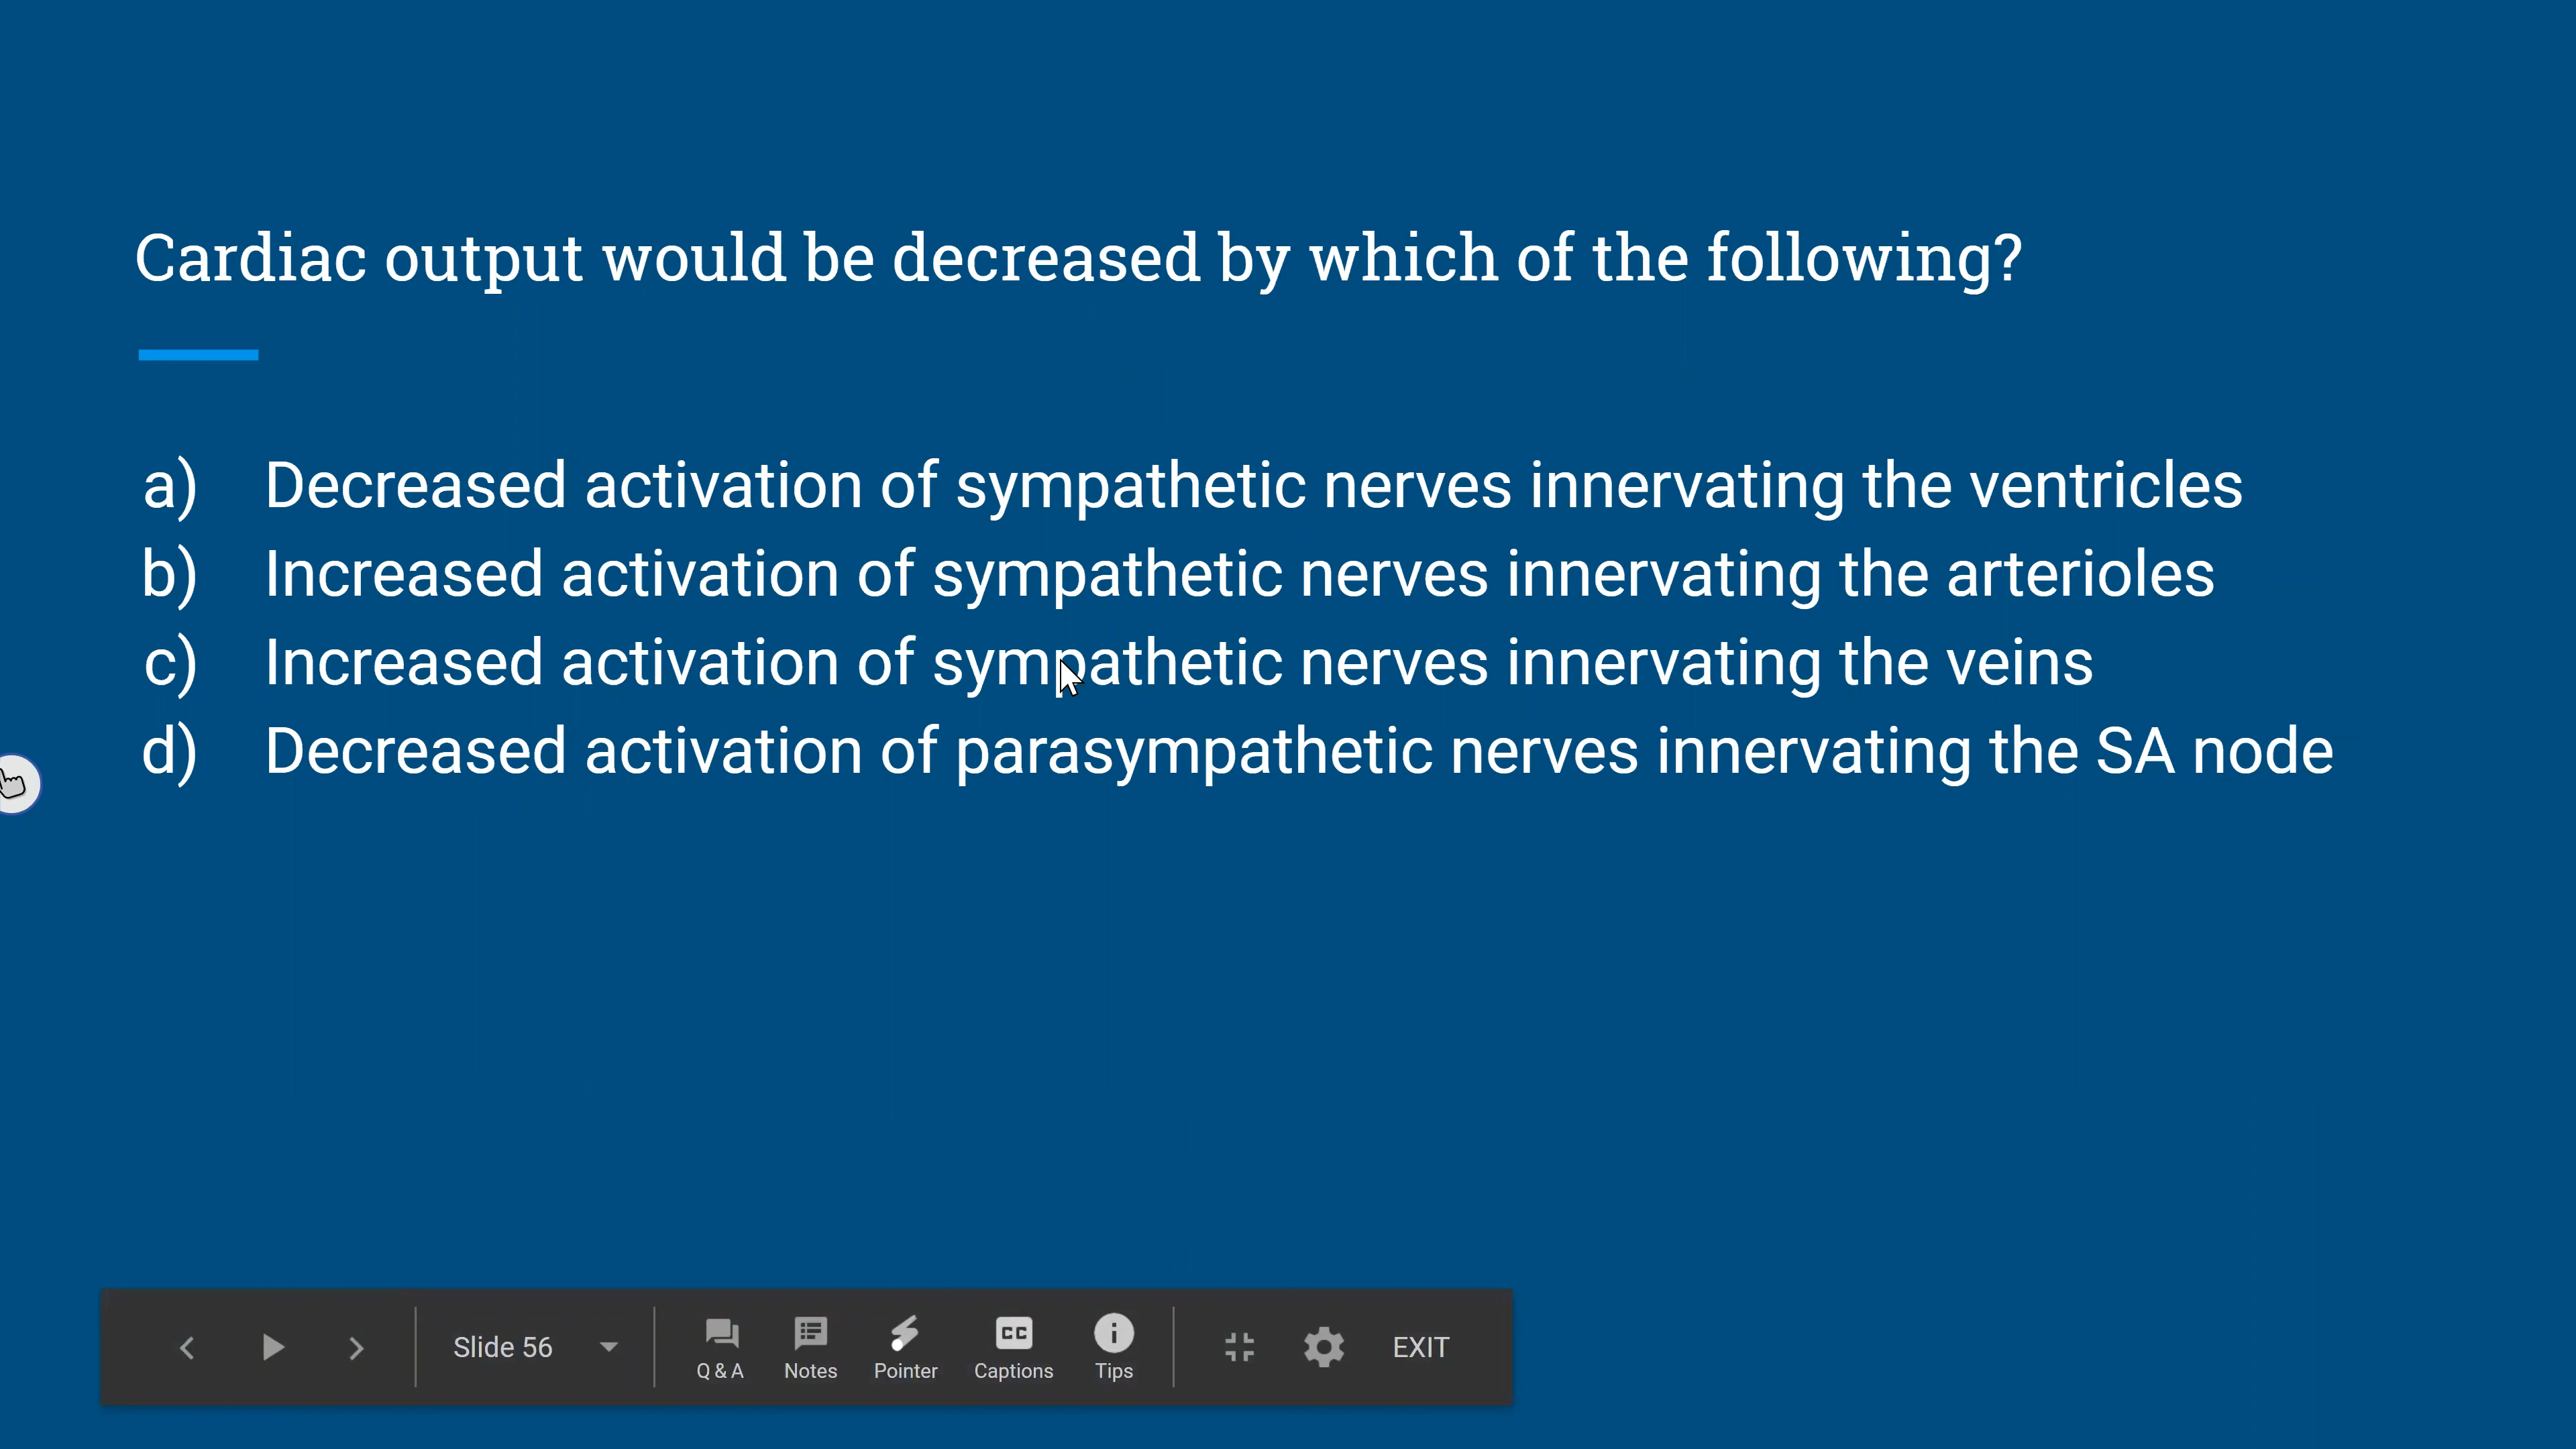 Cardiac output would be decreased by which of the following?
a) Decreased activation of sympathetic nerves innervating the ventricles
b) Increased activation of sympathetic nerves innervating the arterioles
c) Increased activation of sympathetic nerves innervating the veins
d) Decreased activation of parasympathetic nerves innervating the SA node
Slide 56
Q & A Notes Pointer Captions Tips
CC
EXIT